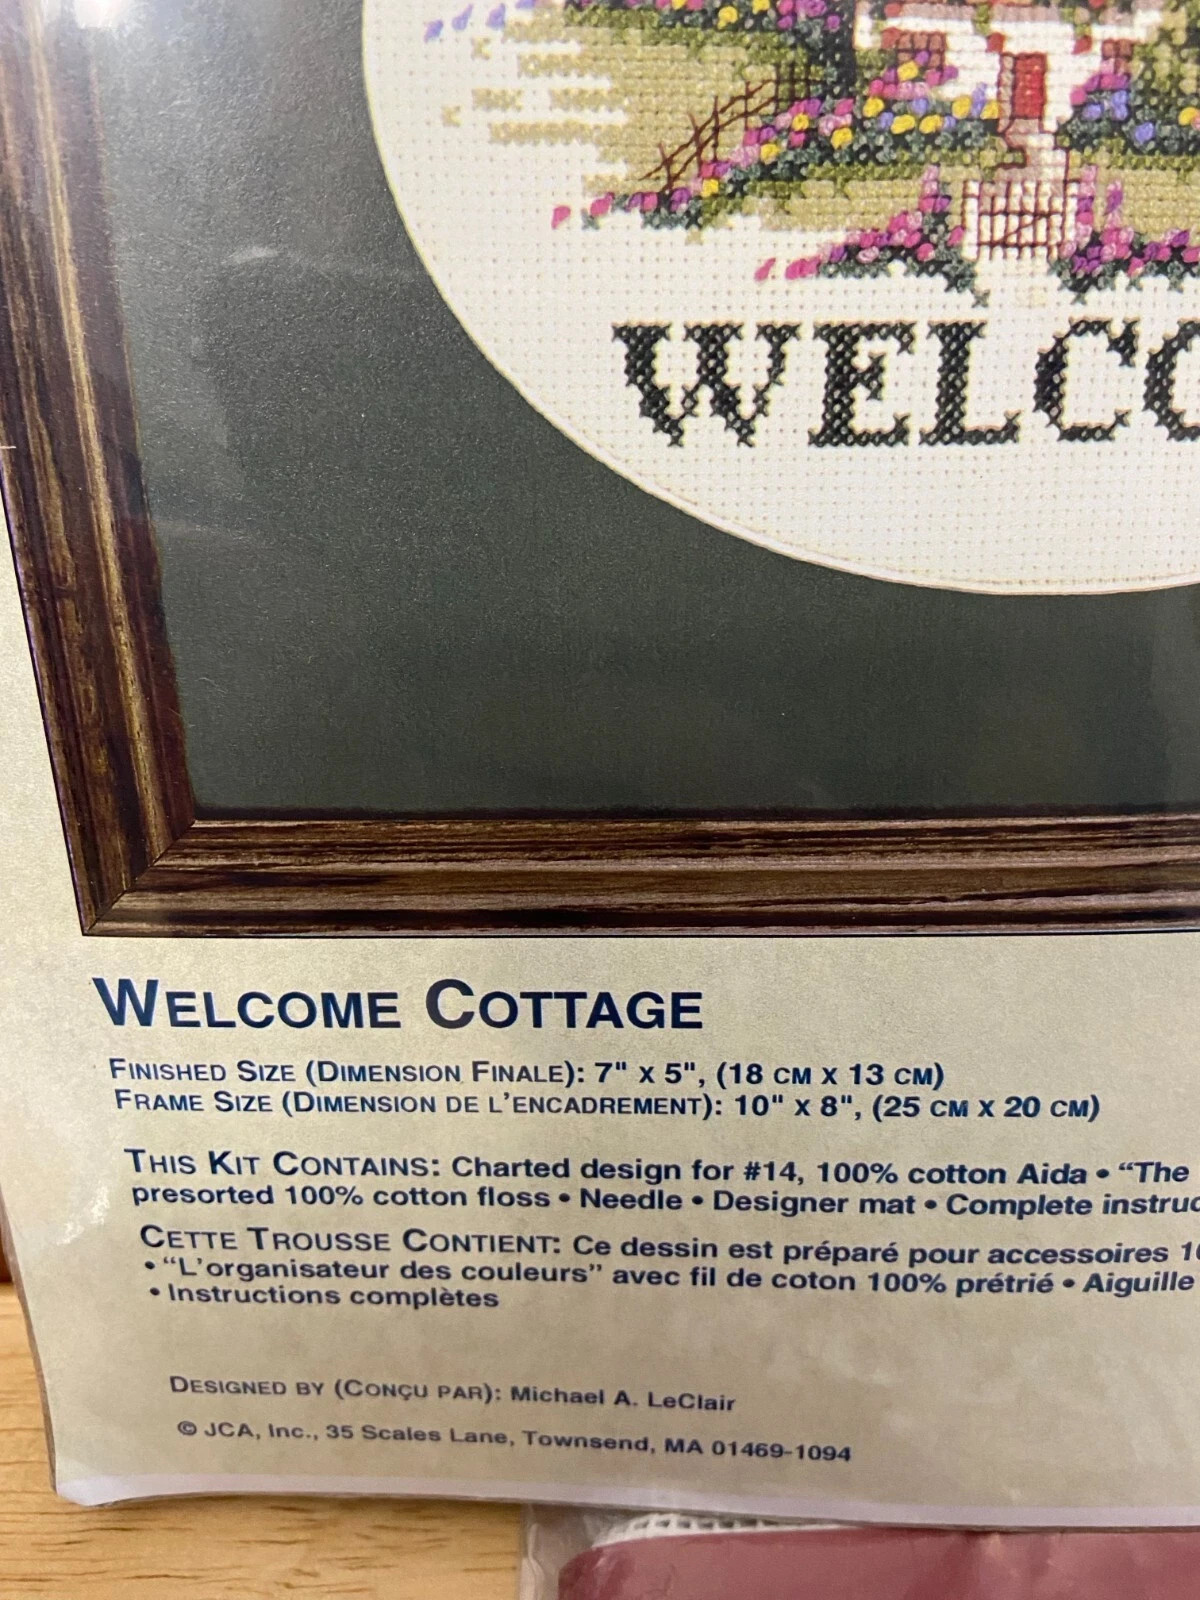 WELCO
WELCOME COTTAGE
FINISHED SIZE (DIMENSION FINALE): 7" X 5", (18 CM X 13 CM)
FRAME SIZE (DIMENSION DE L'ENCADREMENT): 10" X 8", (25 CM X 20 CM)
THIS KIT CONTAINS: Charted design for #14, 100% cotton Aida • "The
presorted 100% cotton floss • Needle • Designer mat • Complete instruc
CETTE TROUSSE CONTIENT: Ce dessin est préparé pour accessoires 10
• "L'organisateur des couleurs" avec fil de coton 100% prétrié • Aiguille
• Instructions complètes
DESIGNED BY (CONÇU PAR): Michael A. LeClair
© JCA, Inc., 35 Scales Lane, Townsend, MA 01469-1094